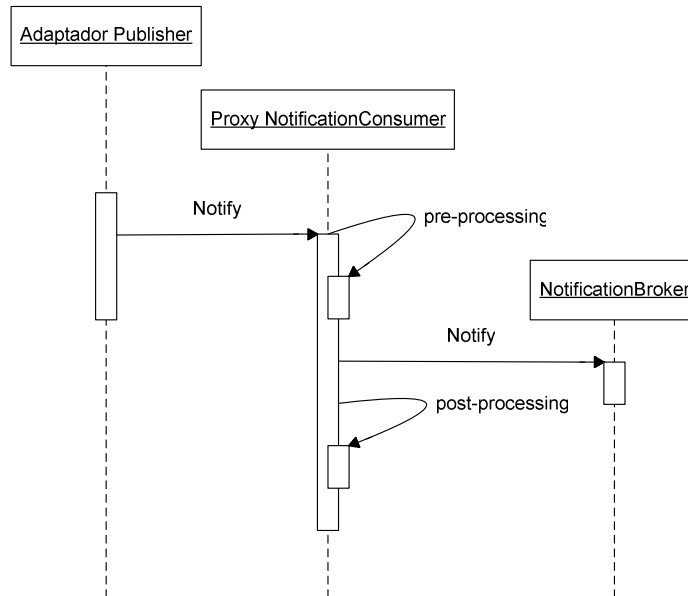 Adaptador Publisher
Proxy NotificationConsumer
Notify
pre-processing
NotificationBroker
Notify
post-processing